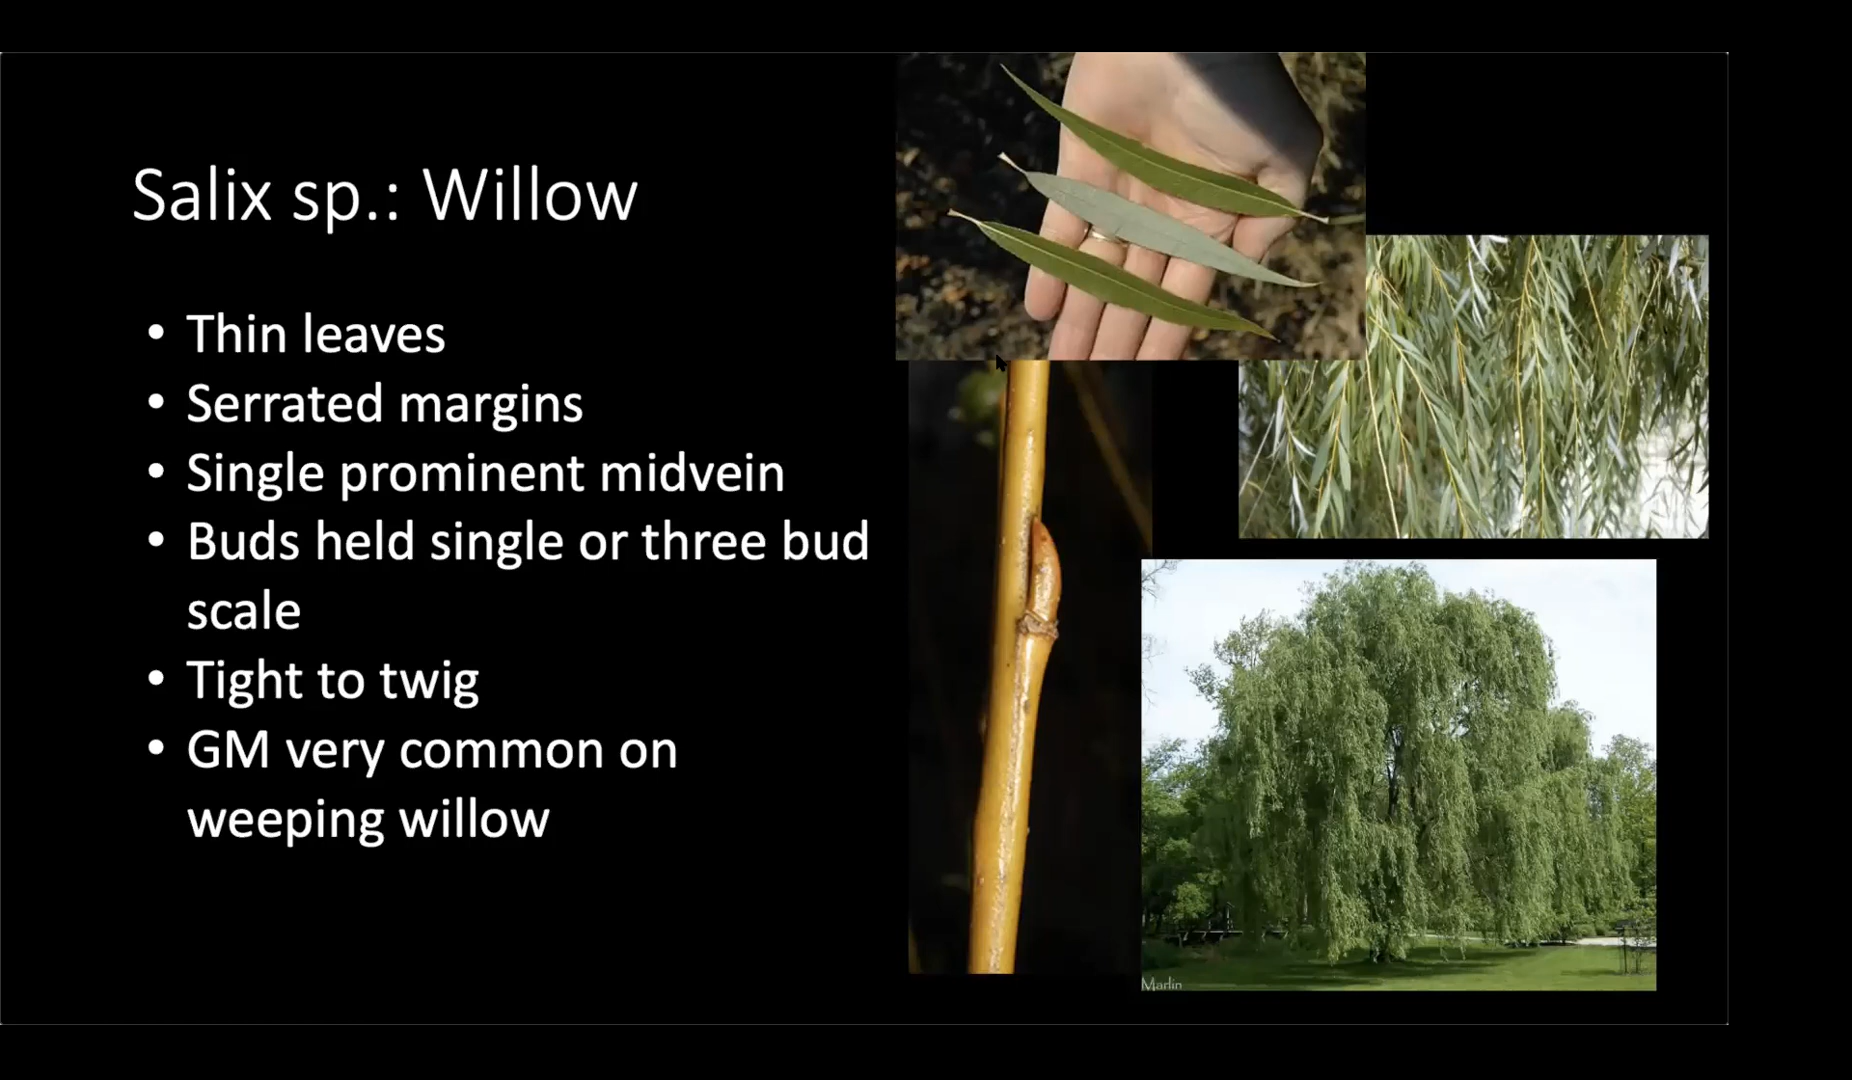 Salix sp.: Willow
• Thin leaves
• Serrated margins
• Single prominent midvein
• Buds held single or three bud
scale
• Tight to twig
• GM very common on
weeping willow
Marlin